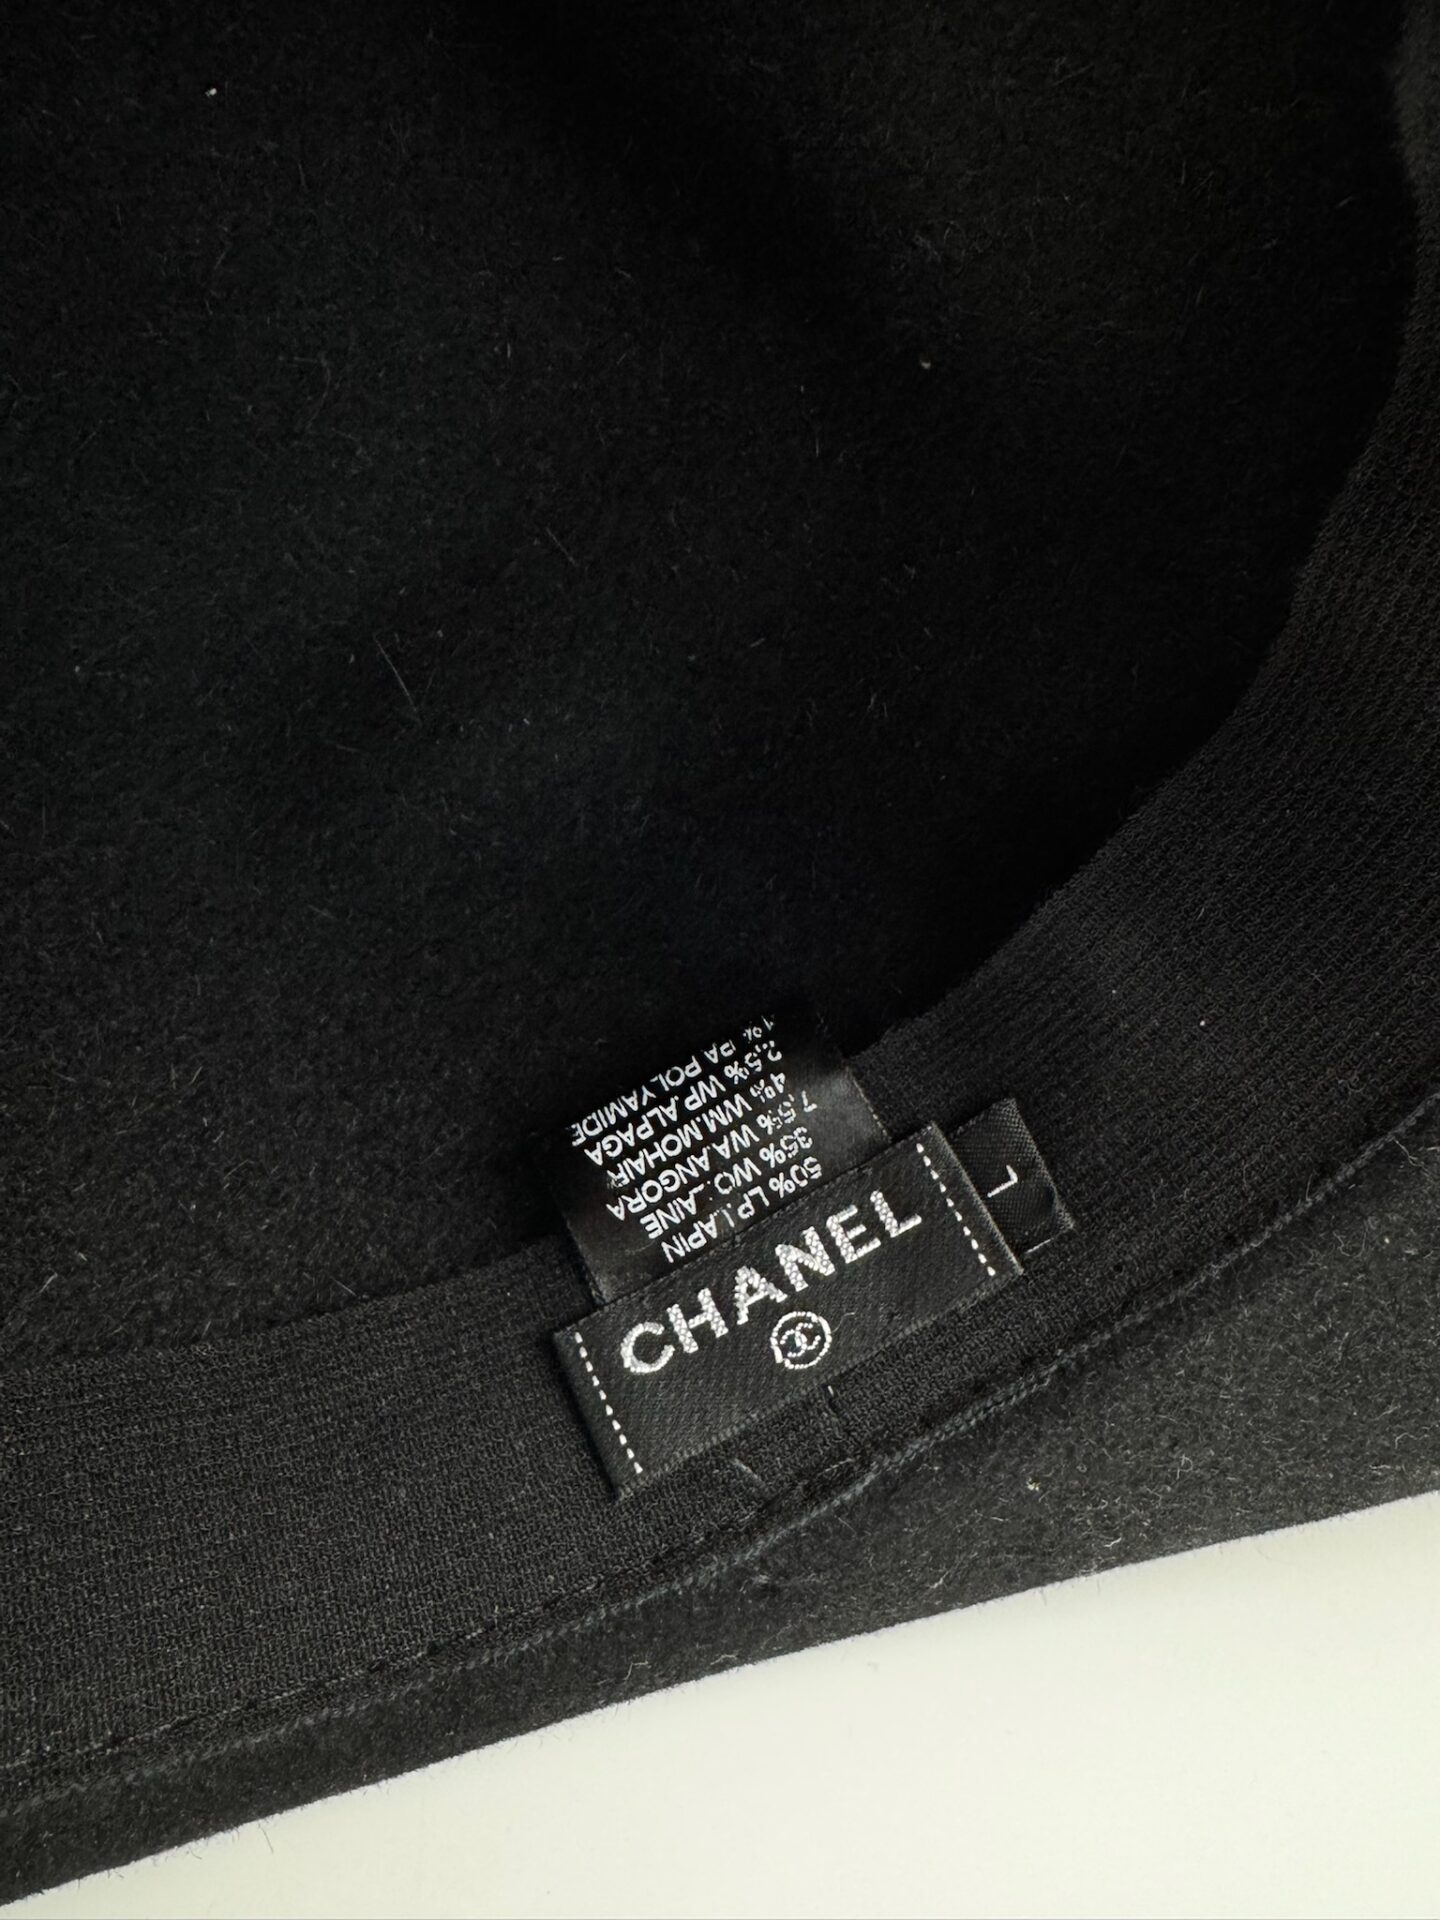 CHANEL
L
50% LP.LAPIN
35% WO.LAINE
7,5% WA.ANGORA
4% WM.MOHAIR
2,5% WP.ALPAGA
1% PA POLYAMIDE